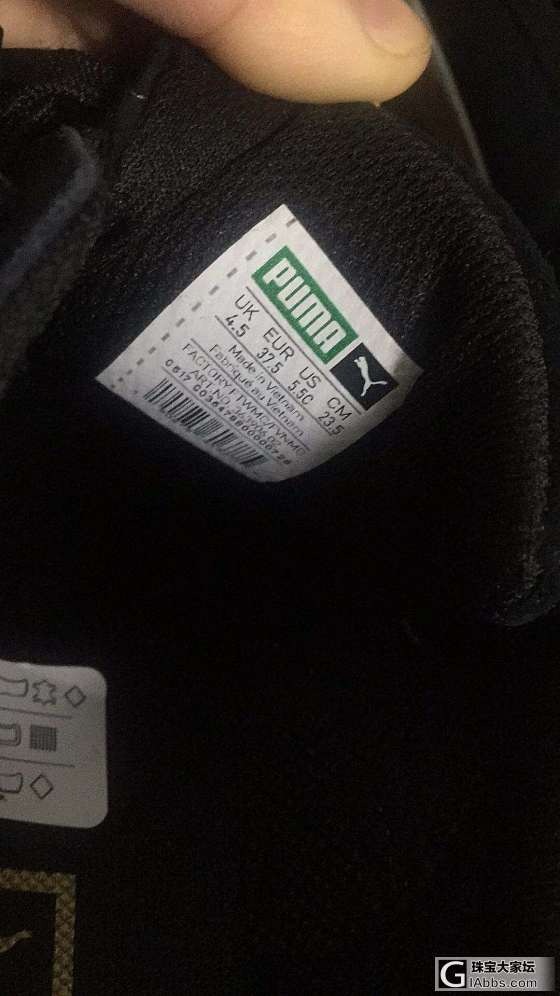 PUMA
UK EUR US CM
4.5 37.5 5.5C 23.5
Made in Vietnam
Fabriqué au Vietnam
珠宝大家坛
GIAbbs.com